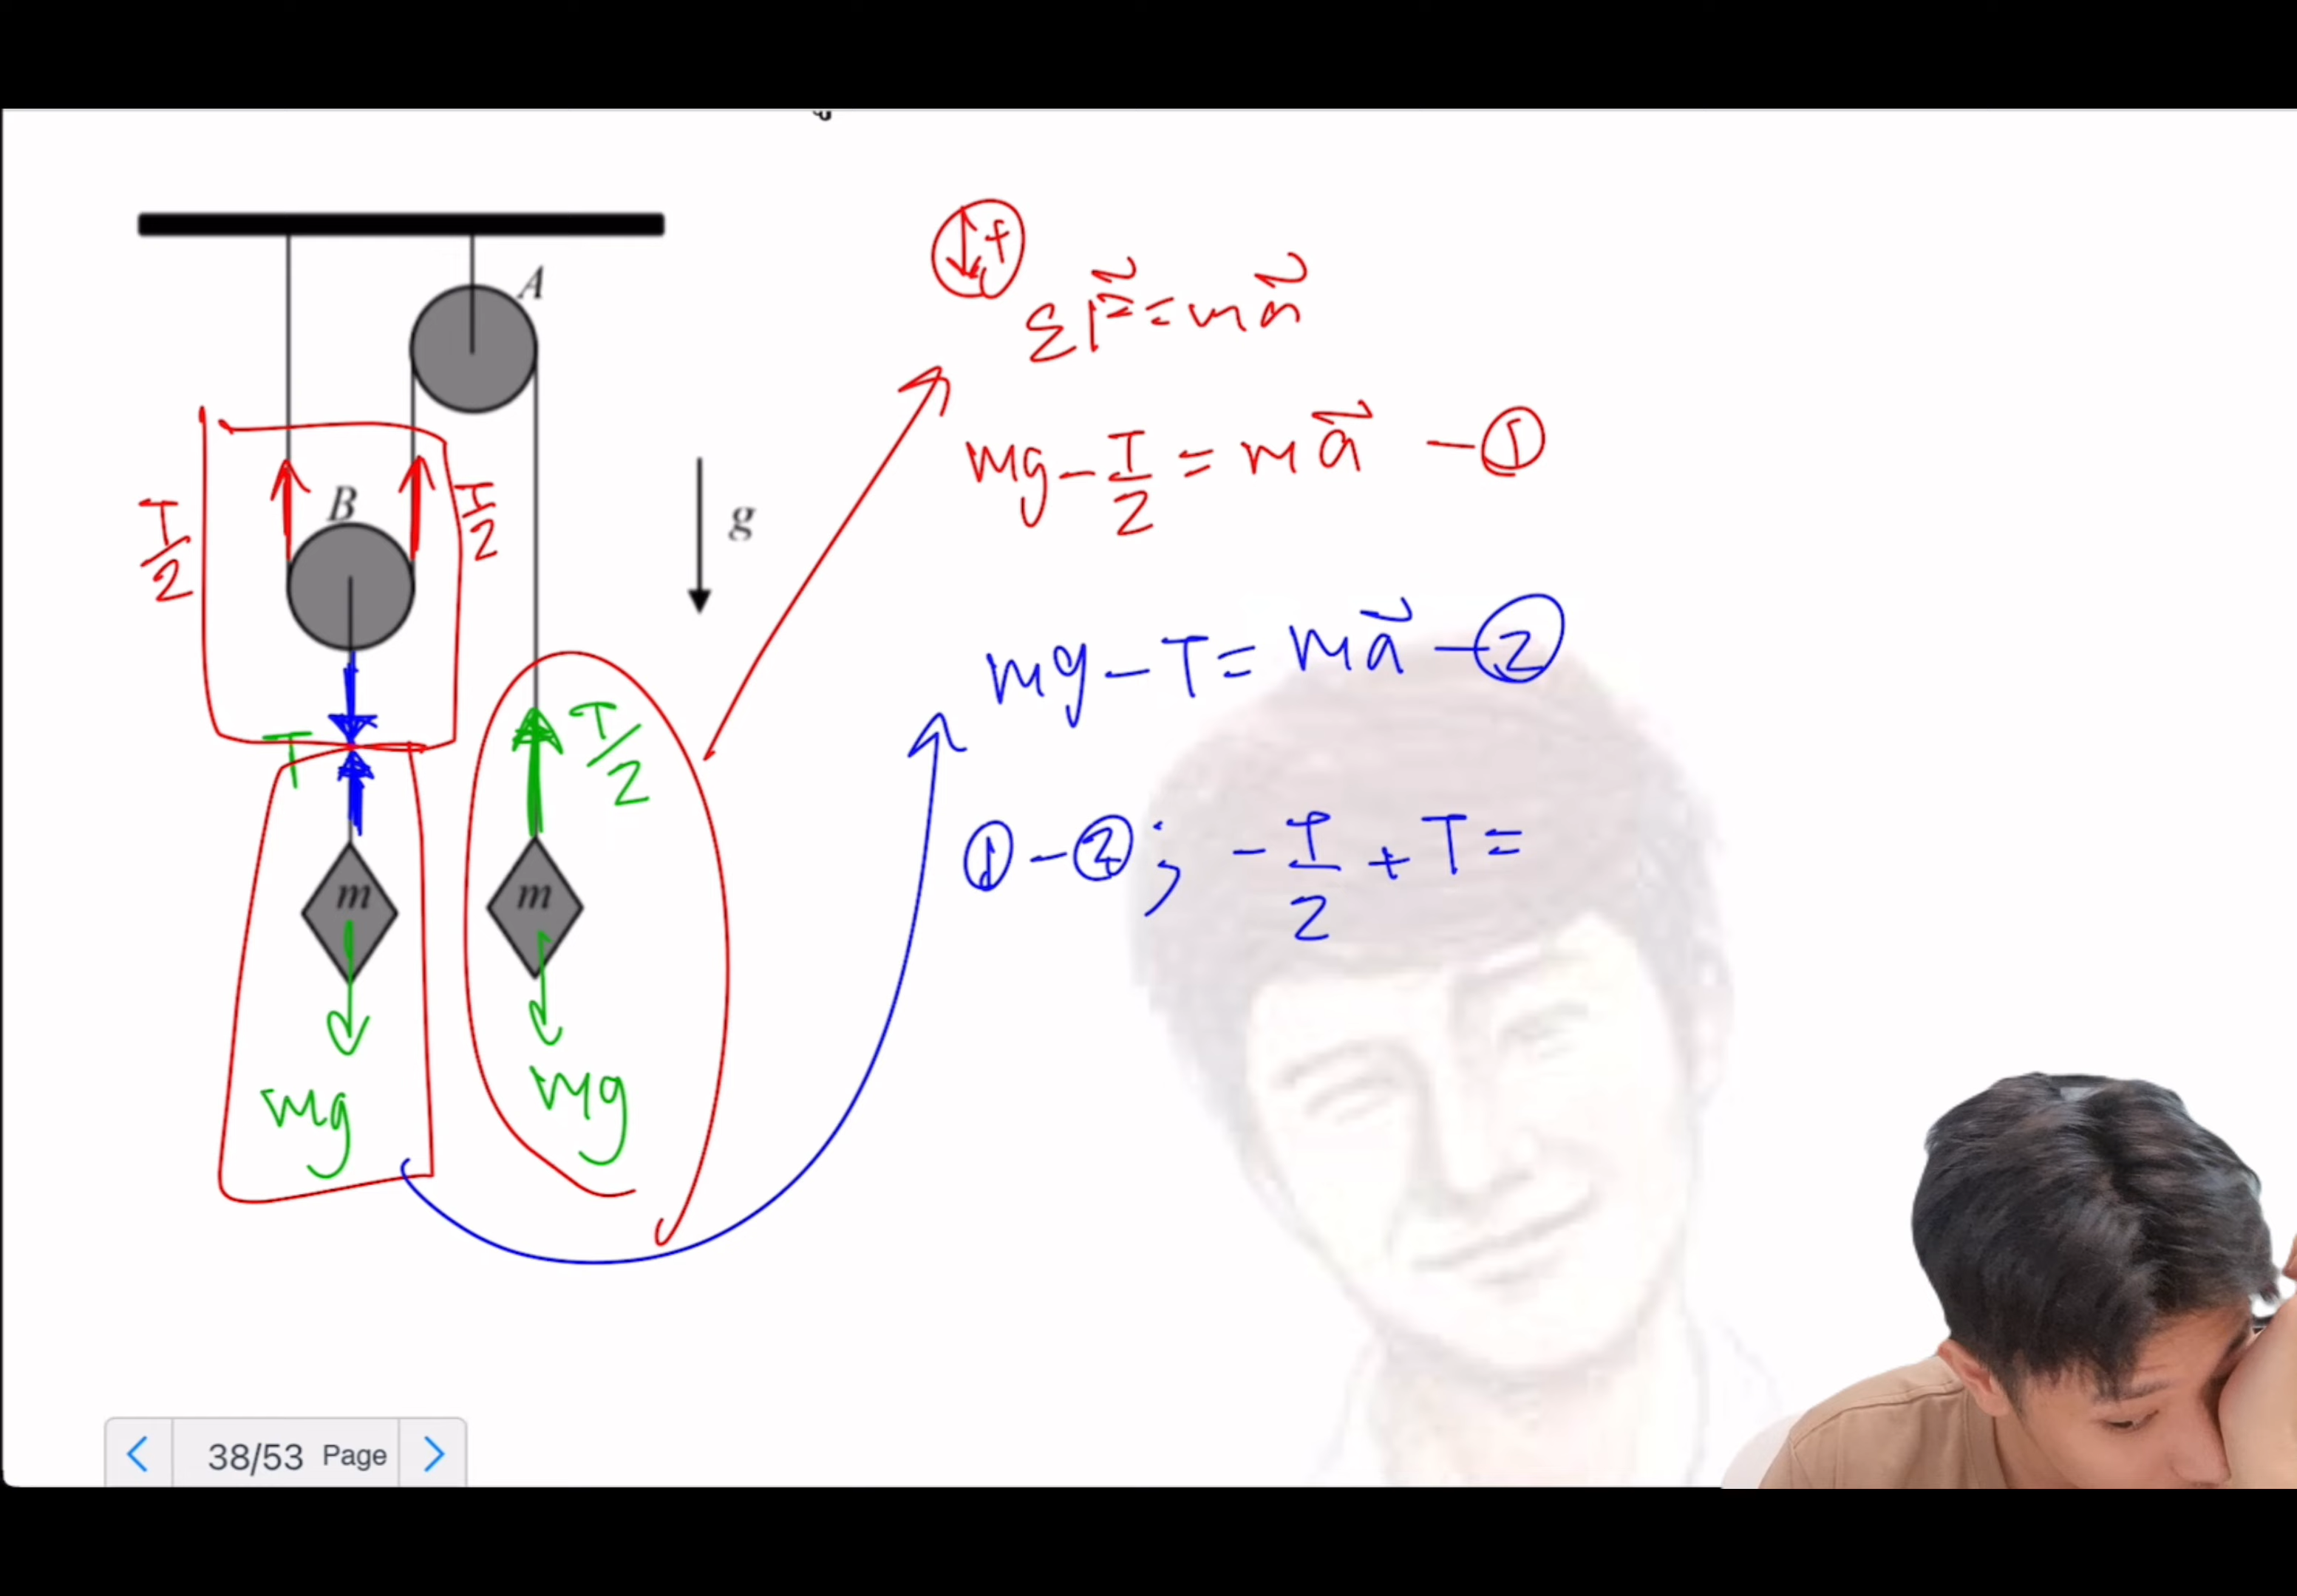 A
B
g
T/2
T/2
T
T/2
m
m
mg
mg
↓+
ΣF⃗ = ma⃗
mg - T/2 = ma⃗ - ①
mg - T = ma⃗ - ②
① - ② ; - T/2 + T =
38/53 Page